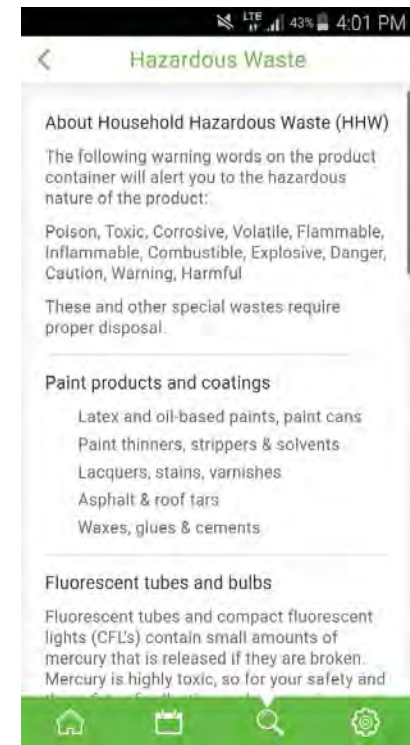 LTE 43% 4:01 PM
Hazardous Waste
About Household Hazardous Waste (HHW)
The following warning words on the product
container will alert you to the hazardous
nature of the product:
Poison, Toxic, Corrosive, Volatile, Flammable,
Inflammable, Combustible, Explosive, Danger,
Caution, Warning, Harmful
These and other special wastes require
proper disposal.
Paint products and coatings
Latex and oil-based paints, paint cans
Paint thinners, strippers & solvents
Lacquers, stains, varnishes
Asphalt & roof tars
Waxes, glues & cements
Fluorescent tubes and bulbs
Fluorescent tubes and compact fluorescent
lights (CFL's) contain small amounts of
mercury that is released if they are broken.
Mercury is highly toxic, so for your safety and